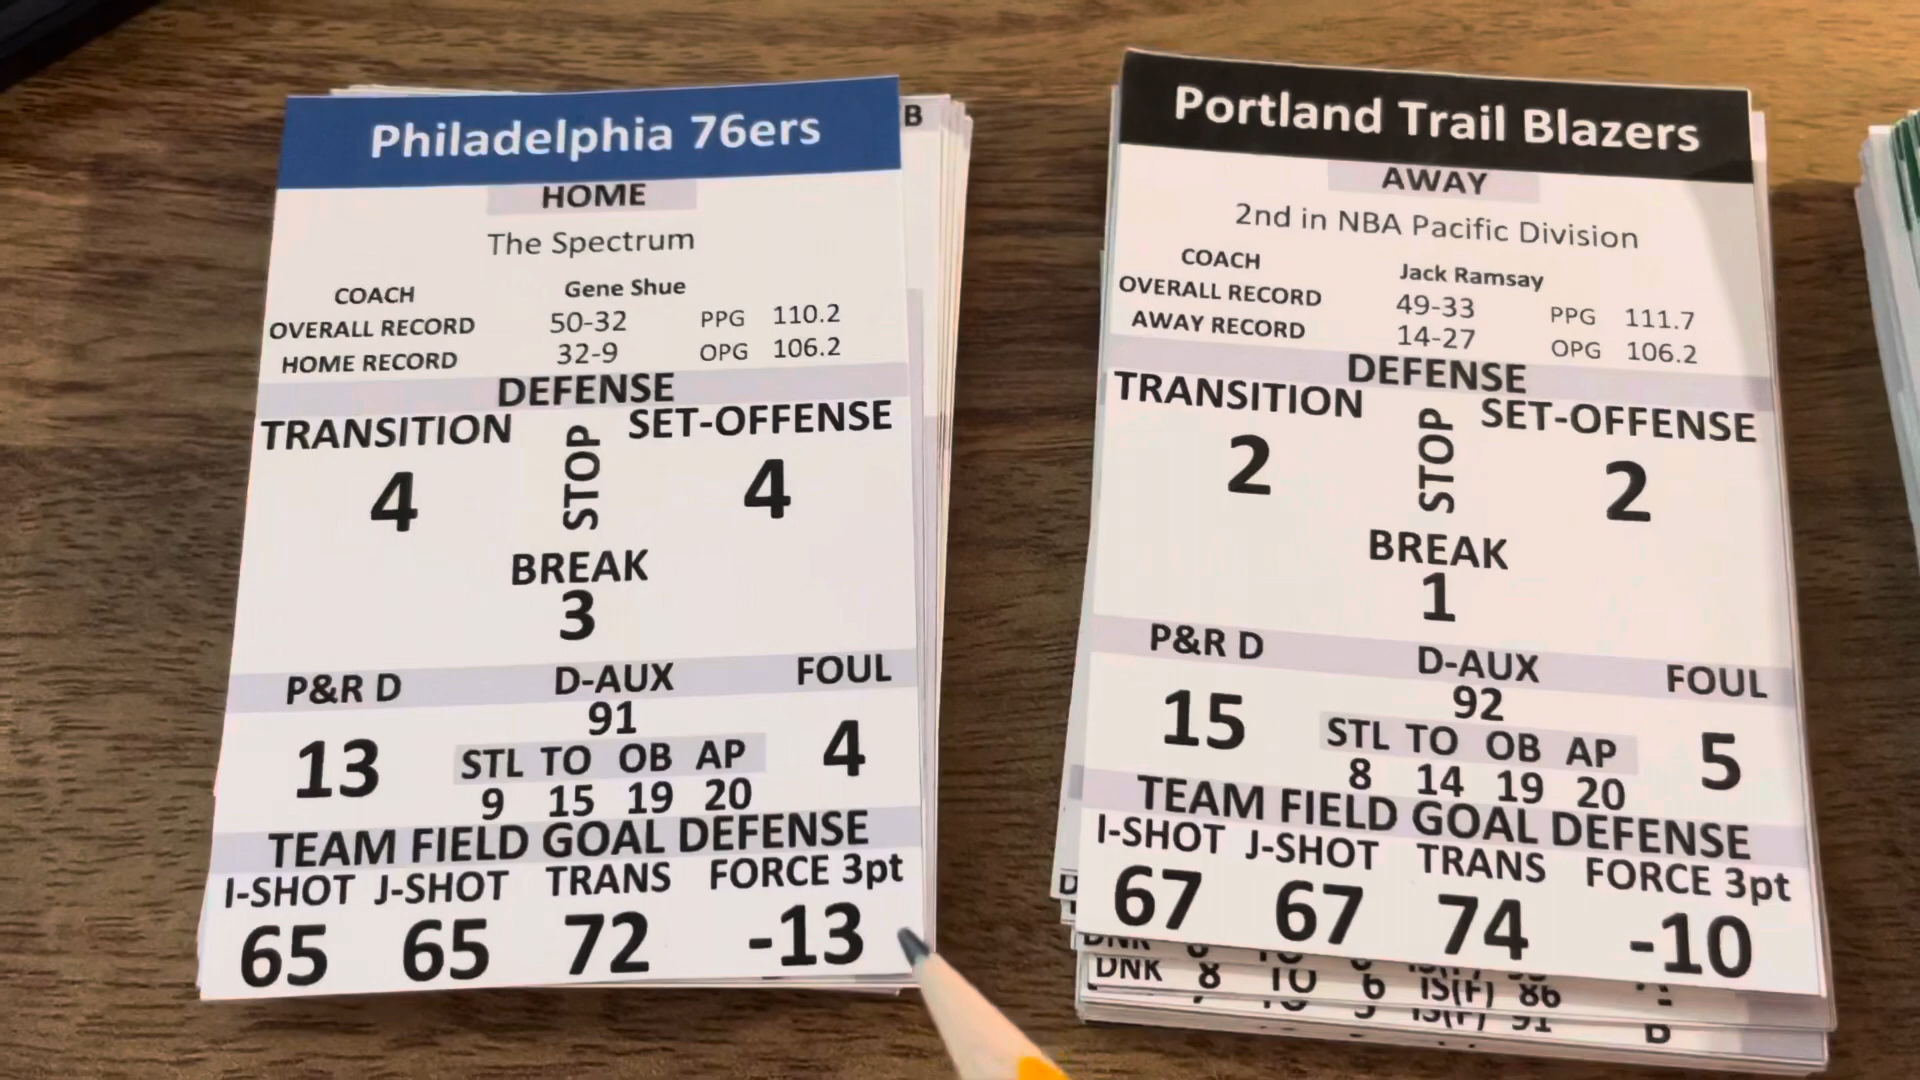 Philadelphia 76ers
HOME
The Spectrum
COACH Gene Shue
OVERALL RECORD 50-32 PPG 110.2
HOME RECORD 32-9 OPG 106.2
DEFENSE
TRANSITION STOP SET-OFFENSE
4 4
BREAK
3
P&R D D-AUX FOUL
13 91 4
STL TO OB AP
9 15 19 20
TEAM FIELD GOAL DEFENSE
I-SHOT J-SHOT TRANS FORCE 3pt
65 65 72 -13
B
Portland Trail Blazers
AWAY
2nd in NBA Pacific Division
COACH Jack Ramsay
OVERALL RECORD 49-33 PPG 111.7
AWAY RECORD 14-27 OPG 106.2
DEFENSE
TRANSITION STOP SET-OFFENSE
2 2
BREAK
1
P&R D D-AUX FOUL
15 92 5
STL TO OB AP
8 14 19 20
TEAM FIELD GOAL DEFENSE
I-SHOT J-SHOT TRANS FORCE 3pt
67 67 74 -10
D
DNK 8 TO 6 IS(F) 86
IS(F) 91